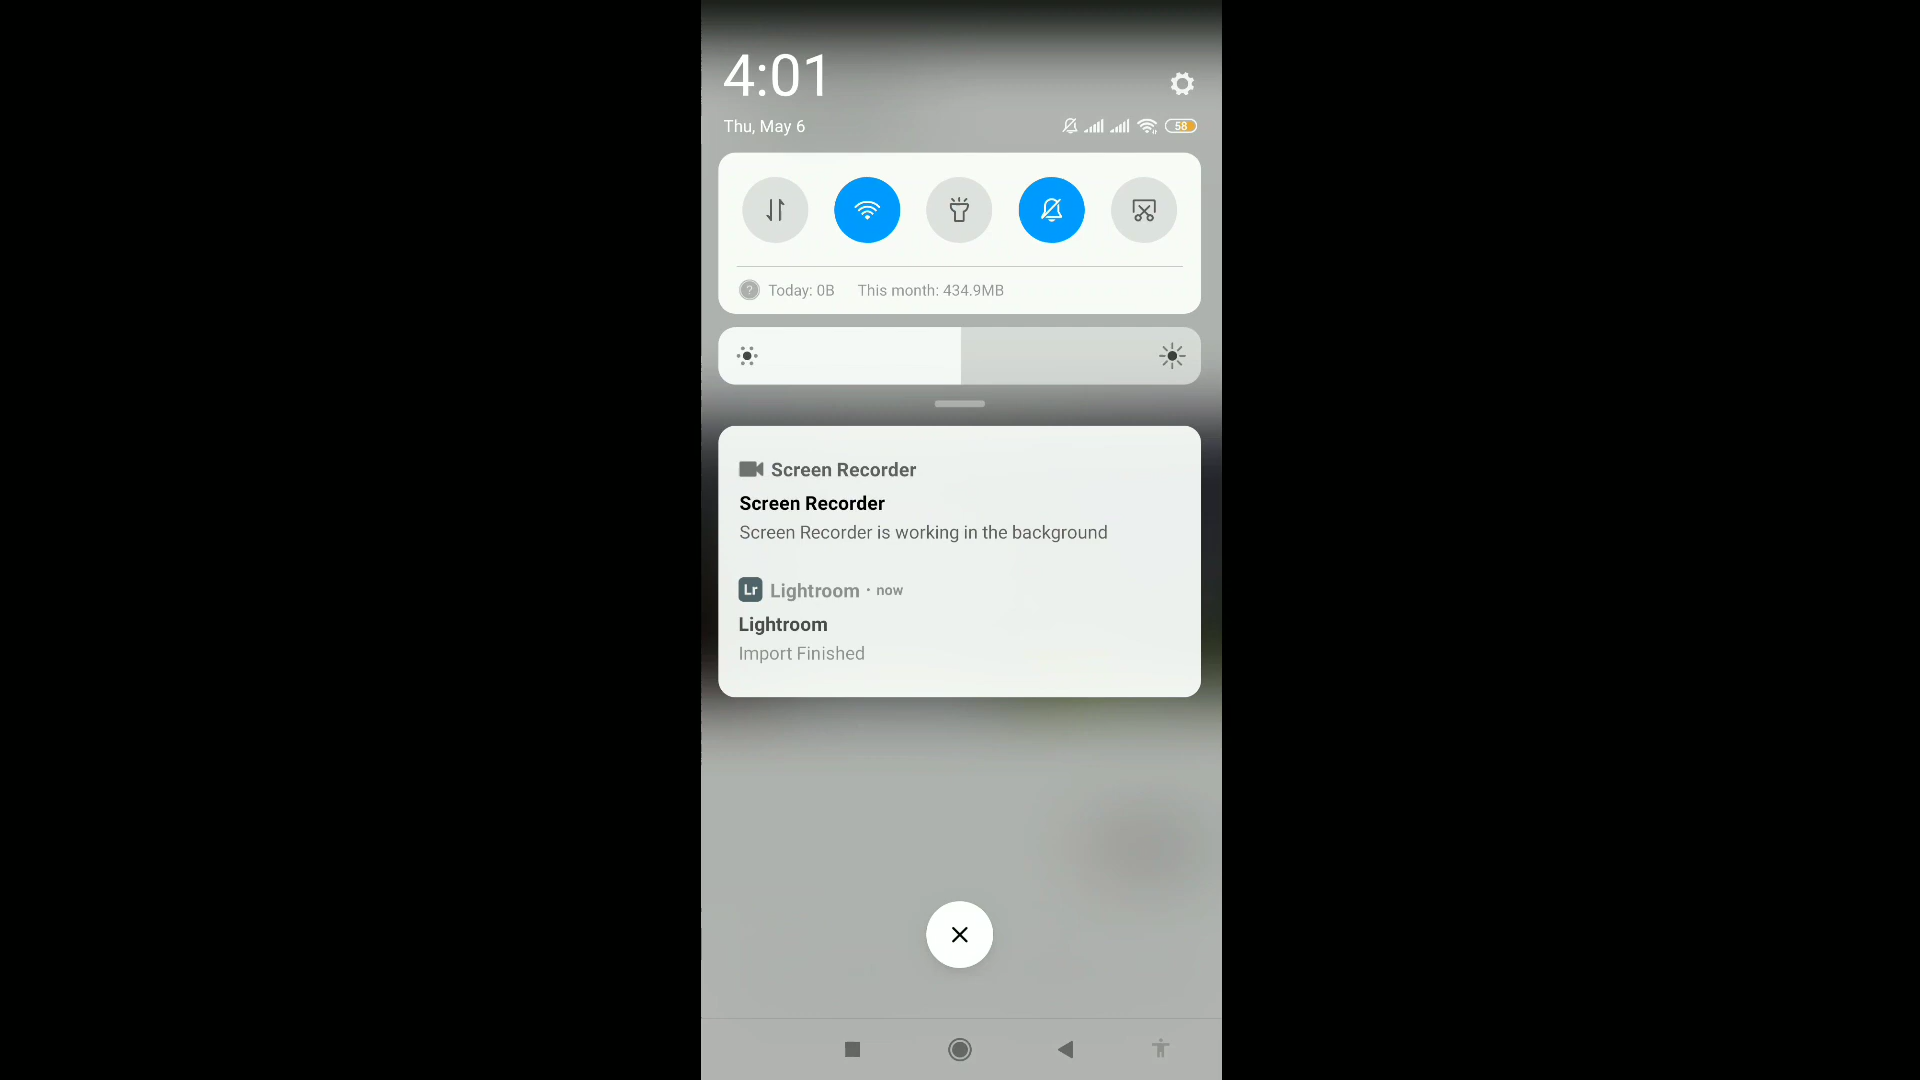 4:01
Thu, May 6
58
Today: 0B This month: 434.9MB
Screen Recorder
Screen Recorder
Screen Recorder is working in the background
Lr Lightroom • now
Lightroom
Import Finished